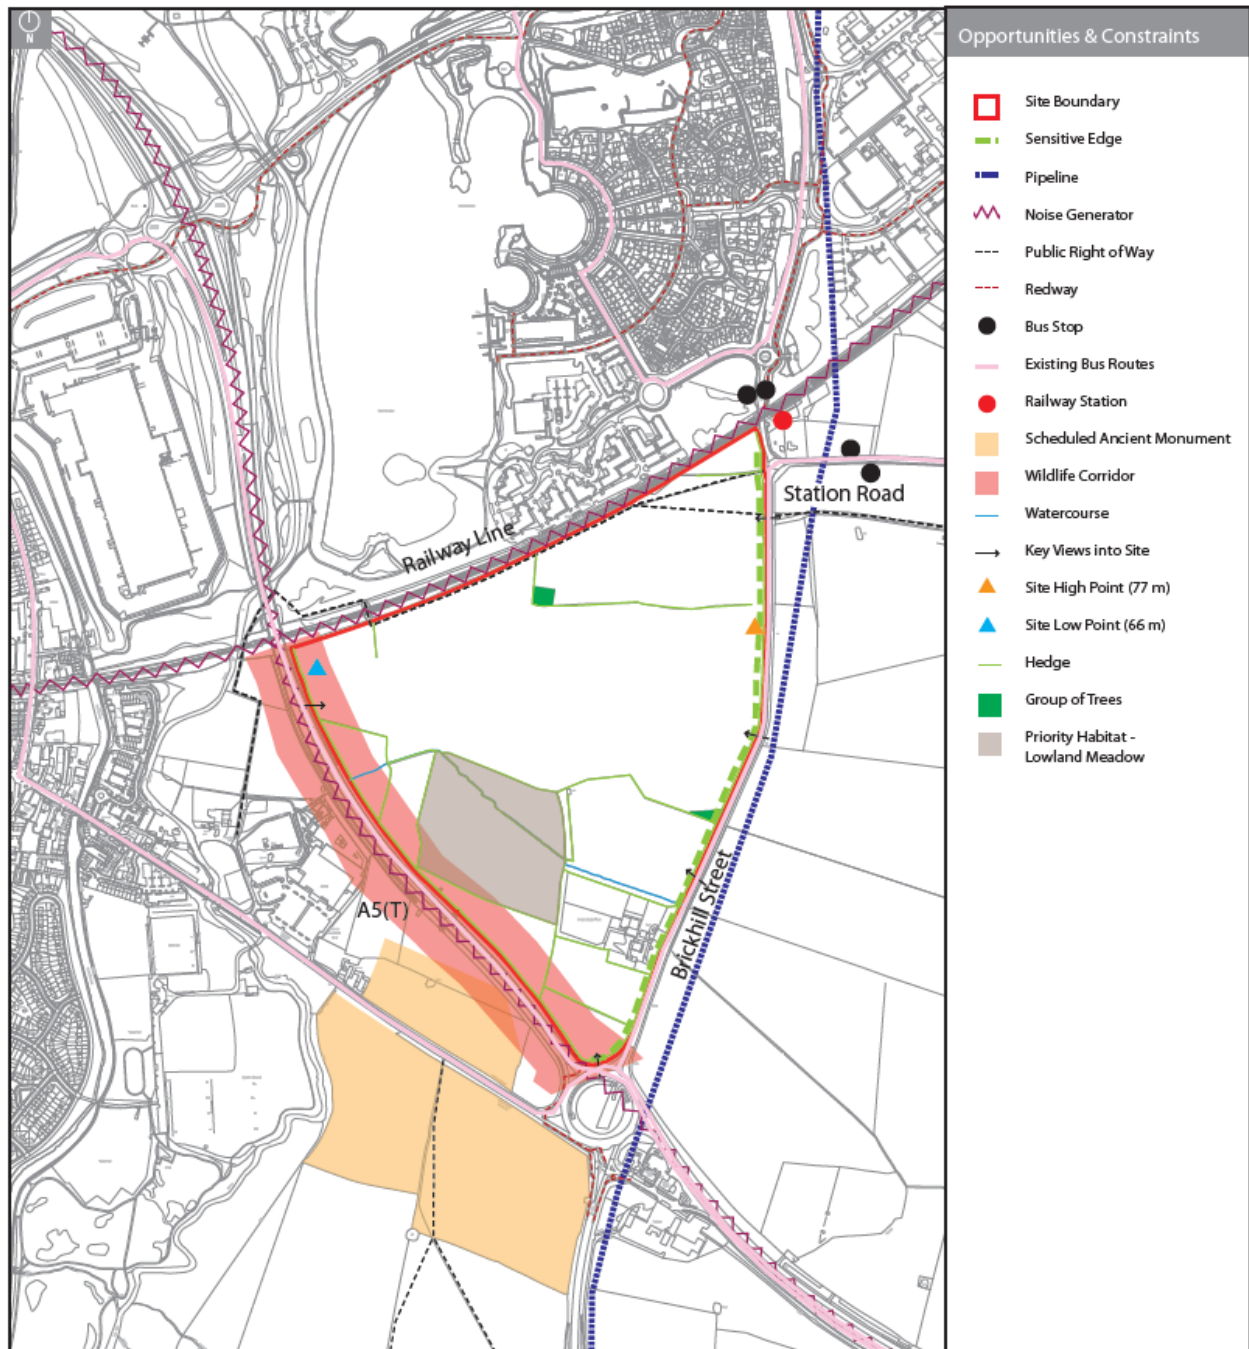 N
Opportunities & Constraints
Site Boundary
Sensitive Edge
Pipeline
Noise Generator
Public Right of Way
Redway
Bus Stop
Existing Bus Routes
Railway Station
Scheduled Ancient Monument
Wildlife Corridor
Watercourse
Key Views into Site
Site High Point (77 m)
Site Low Point (66 m)
Hedge
Group of Trees
Priority Habitat -
Lowland Meadow
Station Road
Railway Line
A5(T)
Brickhill Street